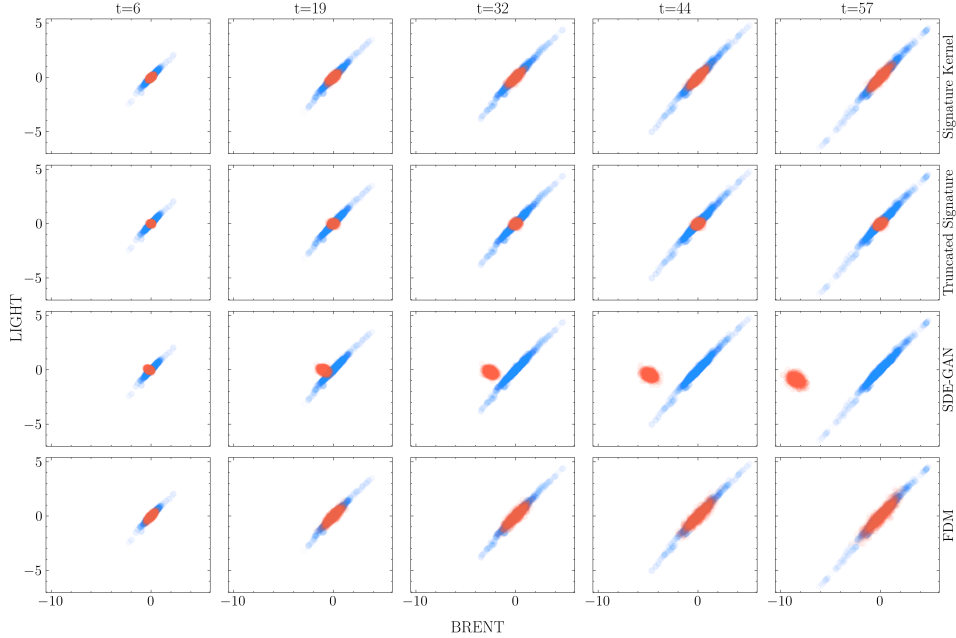 t=6 t=19 t=32 t=44 t=57
5
0
−5
Signature Kernel
5
0
−5
Truncated Signature
LIGHT
5
0
−5
SDE-GAN
5
0
−5
FDM
−10 0 −10 0 −10 0 −10 0 −10 0
BRENT